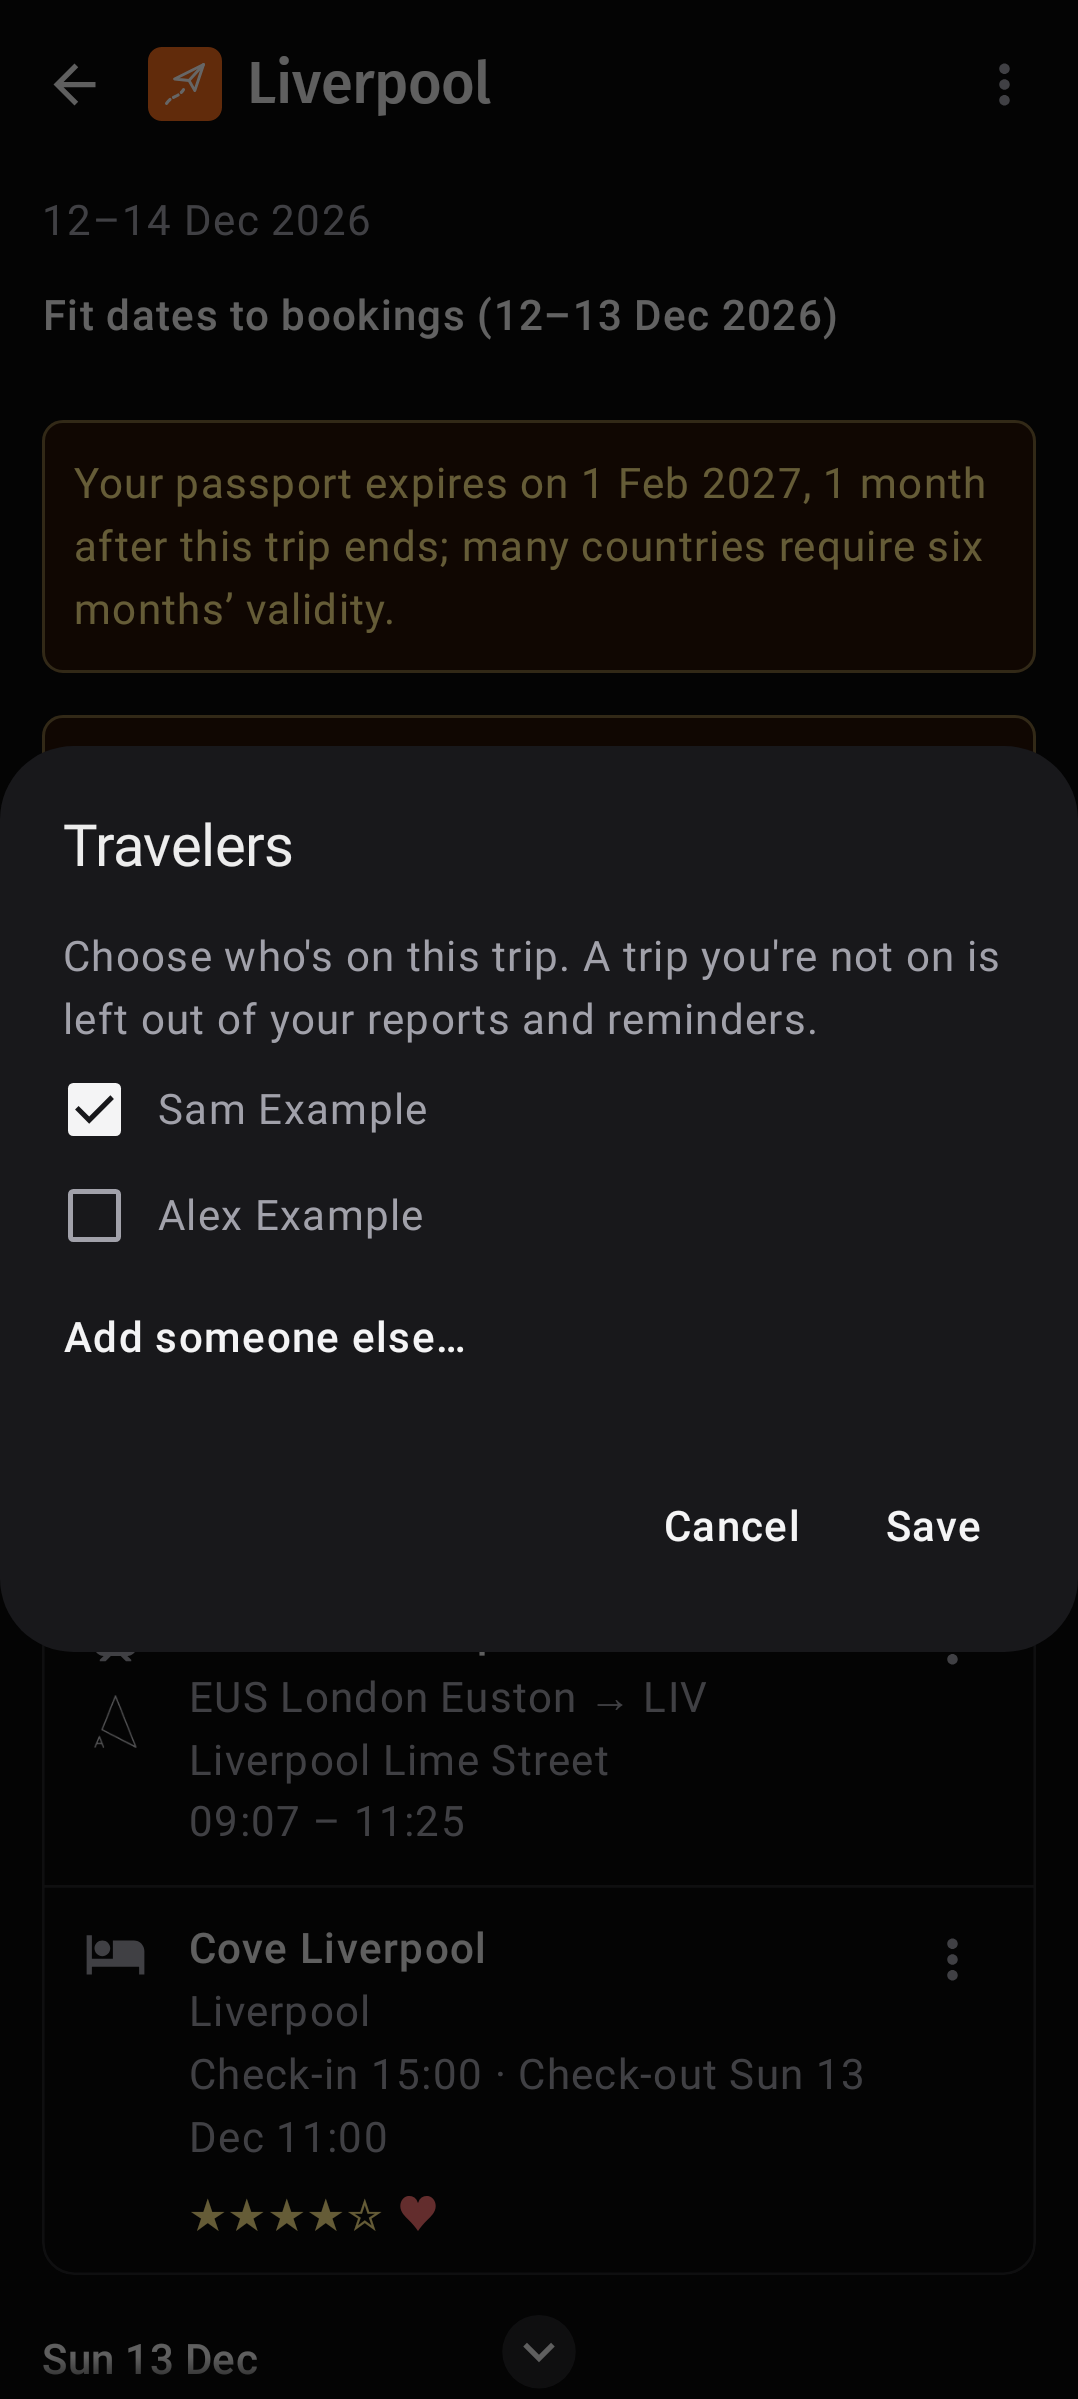 Liverpool
12–14 Dec 2026
Fit dates to bookings (12–13 Dec 2026)
Your passport expires on 1 Feb 2027, 1 month
after this trip ends; many countries require six
months’ validity.
Travelers
Choose who's on this trip. A trip you're not on is
left out of your reports and reminders.
Sam Example
Alex Example
Add someone else…
Cancel Save
EUS London Euston → LIV
A
Liverpool Lime Street
09:07 – 11:25
Cove Liverpool
Liverpool
Check-in 15:00 · Check-out Sun 13
Dec 11:00
★★★★☆ ♥
Sun 13 Dec